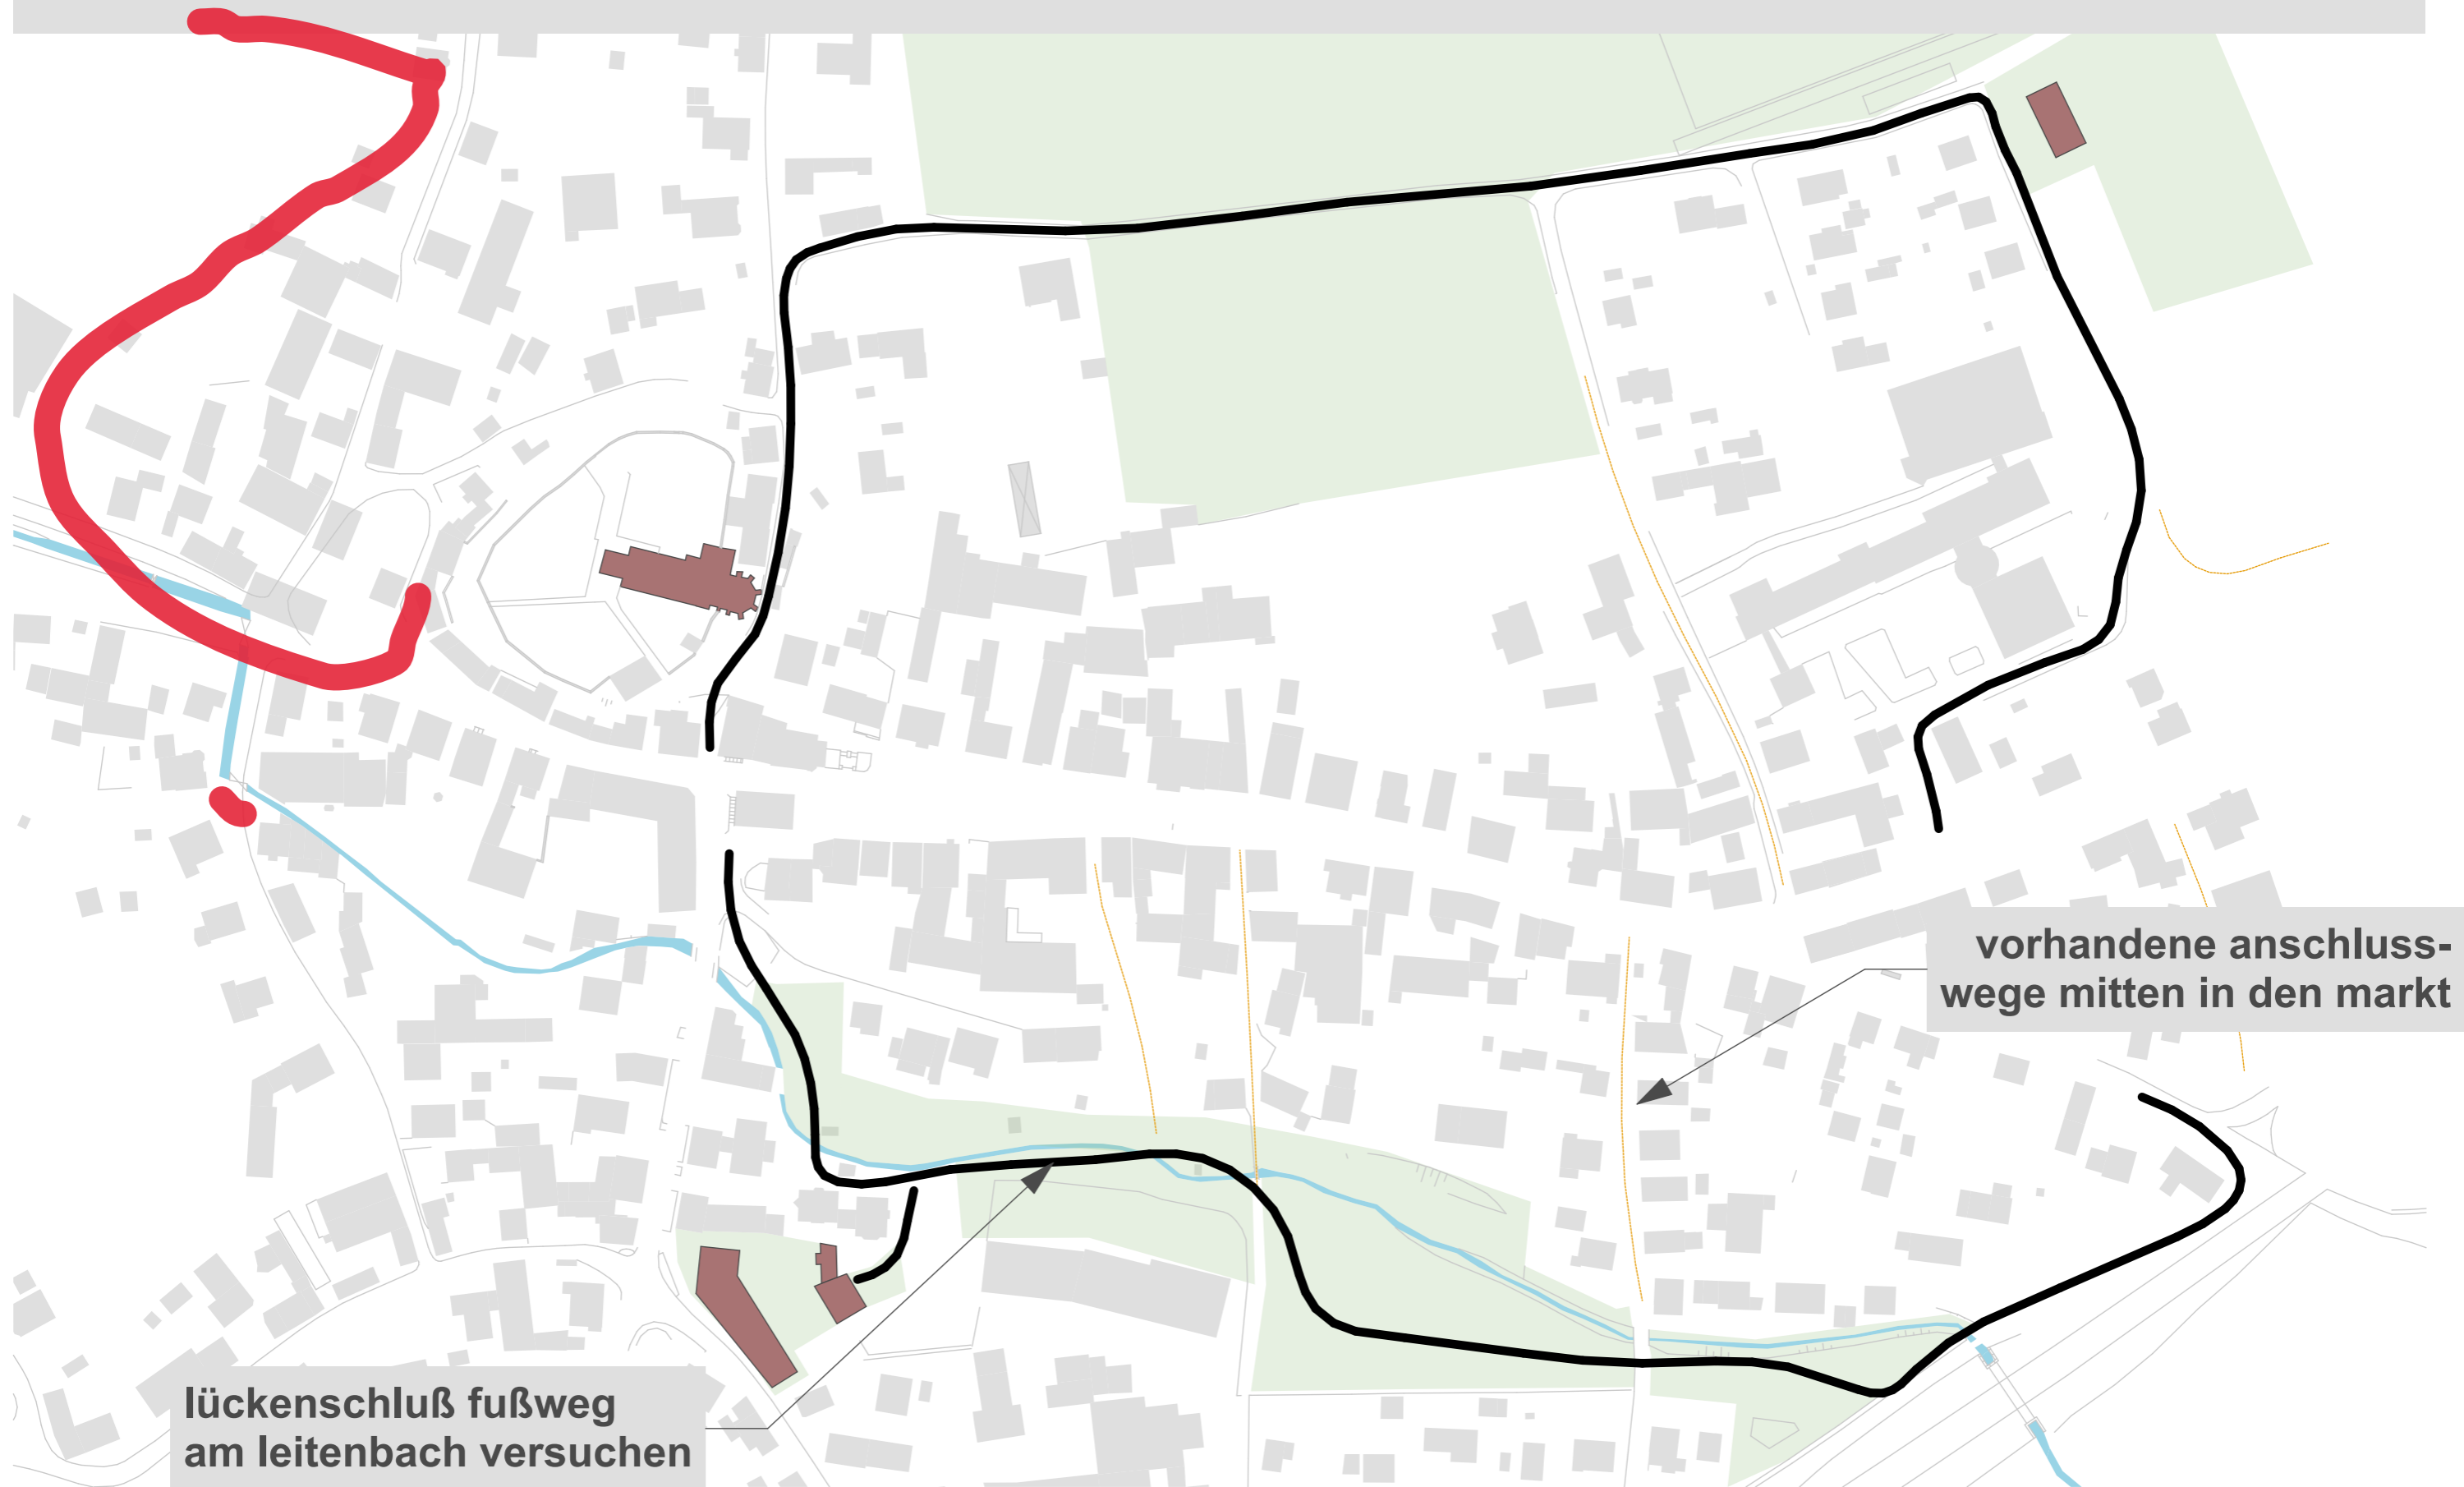 vorhandene anschluss-
wege mitten in den markt
lückenschluß fußweg
am leitenbach versuchen